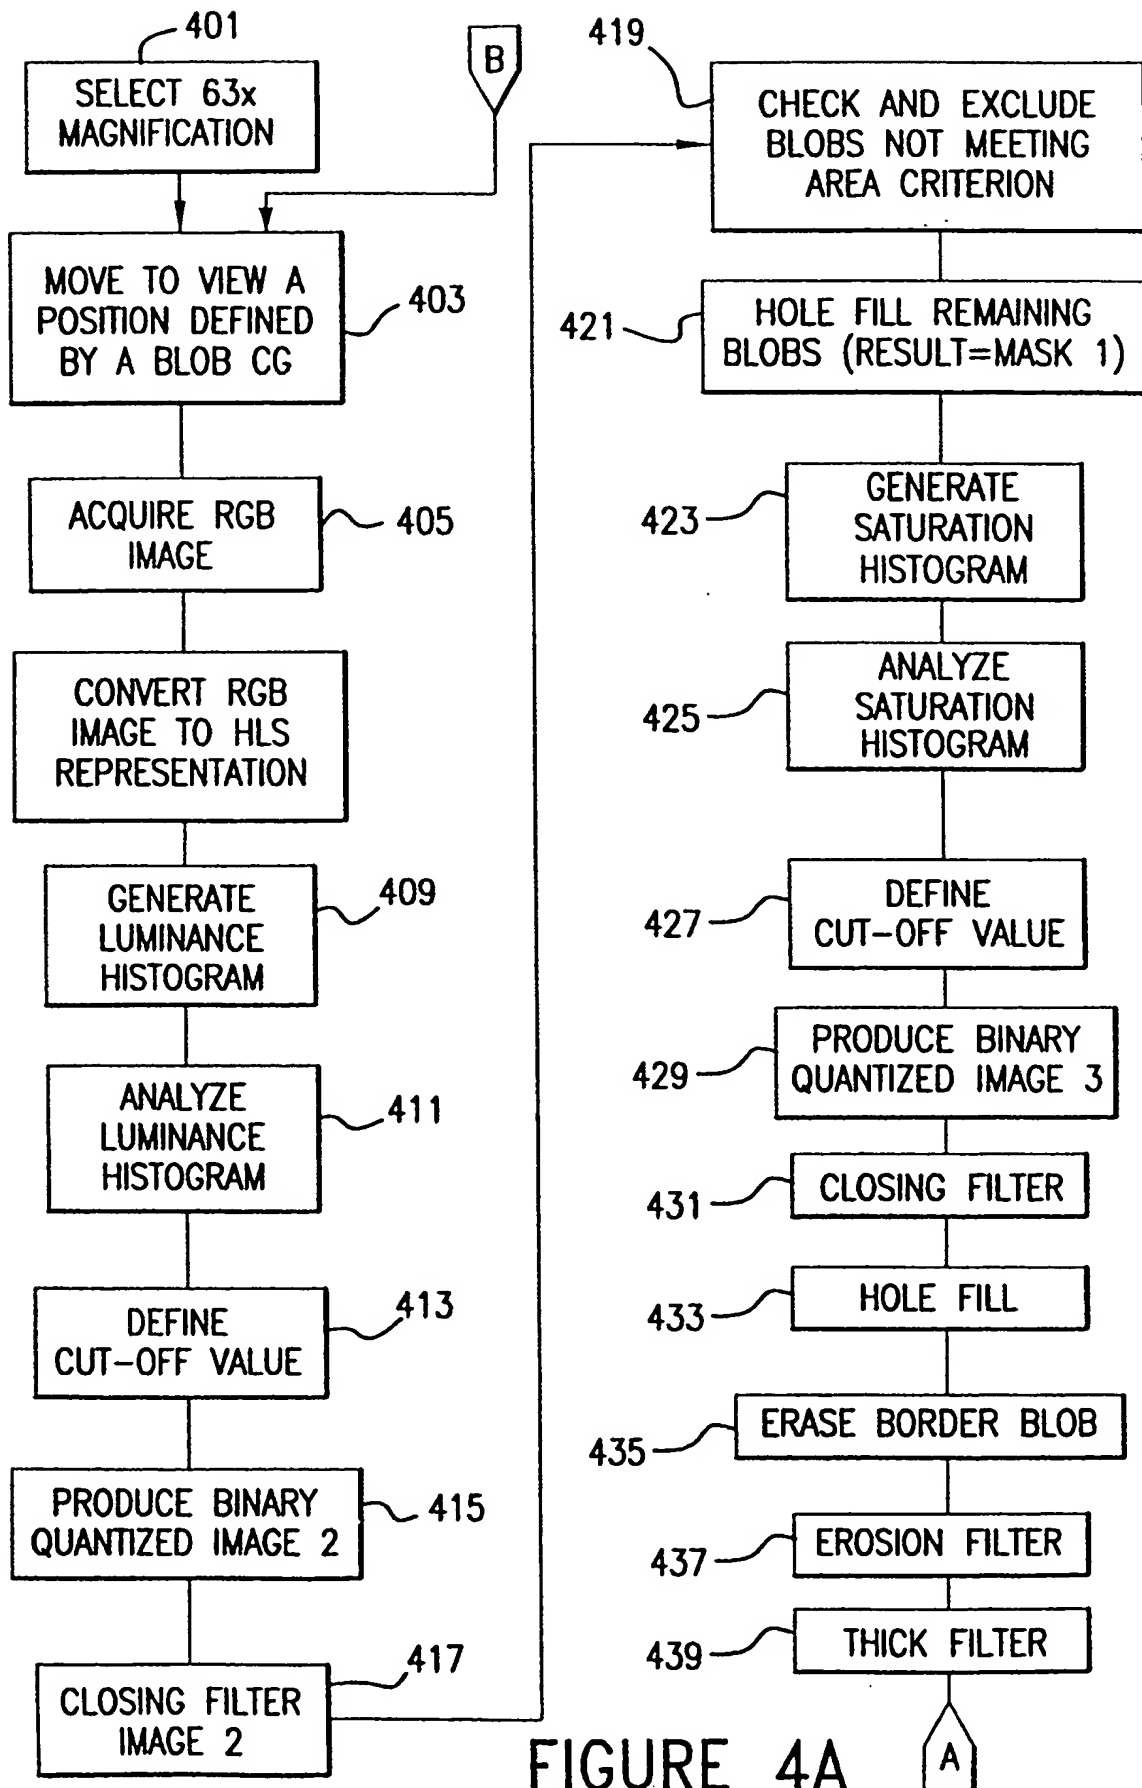 401
SELECT 63x
MAGNIFICATION
B
MOVE TO VIEW A
POSITION DEFINED
BY A BLOB CG
403
ACQUIRE RGB
IMAGE
405
CONVERT RGB
IMAGE TO HLS
REPRESENTATION
GENERATE
LUMINANCE
HISTOGRAM
409
ANALYZE
LUMINANCE
HISTOGRAM
411
DEFINE
CUT-OFF VALUE
413
PRODUCE BINARY
QUANTIZED IMAGE 2
415
CLOSING FILTER
IMAGE 2
417
419
CHECK AND EXCLUDE
BLOBS NOT MEETING
AREA CRITERION
421
HOLE FILL REMAINING
BLOBS (RESULT=MASK 1)
423
GENERATE
SATURATION
HISTOGRAM
425
ANALYZE
SATURATION
HISTOGRAM
427
DEFINE
CUT-OFF VALUE
429
PRODUCE BINARY
QUANTIZED IMAGE 3
431
CLOSING FILTER
433
HOLE FILL
435
ERASE BORDER BLOB
437
EROSION FILTER
439
THICK FILTER
A
FIGURE 4A